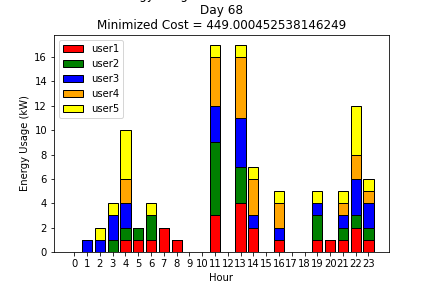 Day 68
Minimized Cost = 449.000452538146249
user1
user2
user3
user4
user5
Energy Usage (kW)
16
14
12
10
8
6
4
2
0
0 1 2 3 4 5 6 7 8 9 10 11 12 13 14 15 16 17 18 19 20 21 22 23
Hour